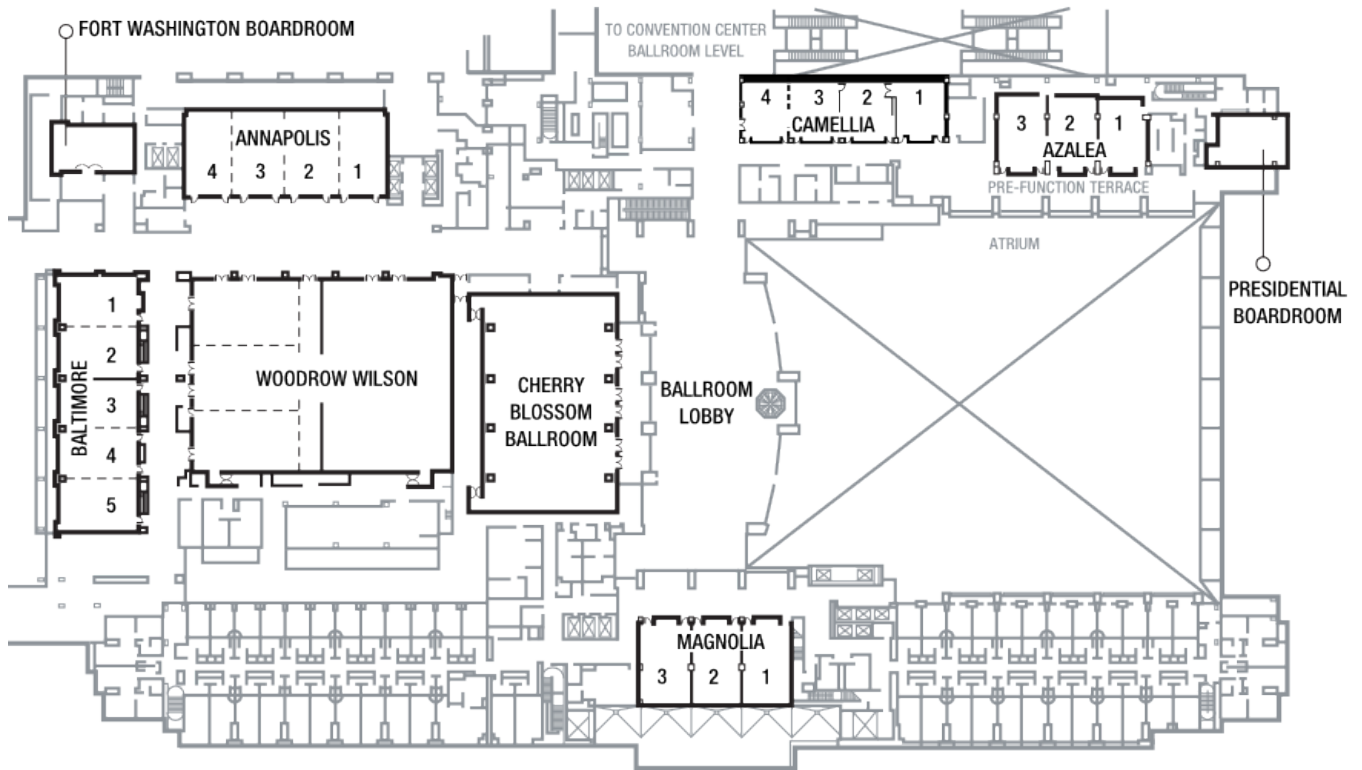 FORT WASHINGTON BOARDROOM
TO CONVENTION CENTER
BALLROOM LEVEL
ANNAPOLIS
4 3 2 1
4 3 2 1
CAMELLIA
3 2 1
AZALEA
PRE-FUNCTION TERRACE
ATRIUM
PRESIDENTIAL
BOARDROOM
BALTIMORE
1
2
3
4
5
WOODROW WILSON
CHERRY
BLOSSOM
BALLROOM
BALLROOM
LOBBY
MAGNOLIA
3 2 1